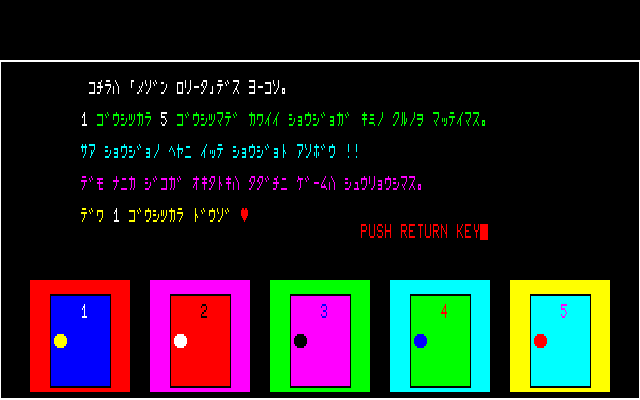 コチラハ「メゾン ロリータ」デス ヨーコソ。
1 ゴウシツカラ 5 ゴウシツマデ カワイイ ショウジョガ キミノ クルノヲ マッテイマス。
サア ショウジョノ ヘヤニ イッテ ショウジョト アソボウ !!
デモ ナニカ ジコガ オキタトキハ タダチニ ゲームハ シュウリョウシマス。
デワ 1 ゴウシツカラ ドウゾ ♥
PUSH RETURN KEY
1 2 3 4 5